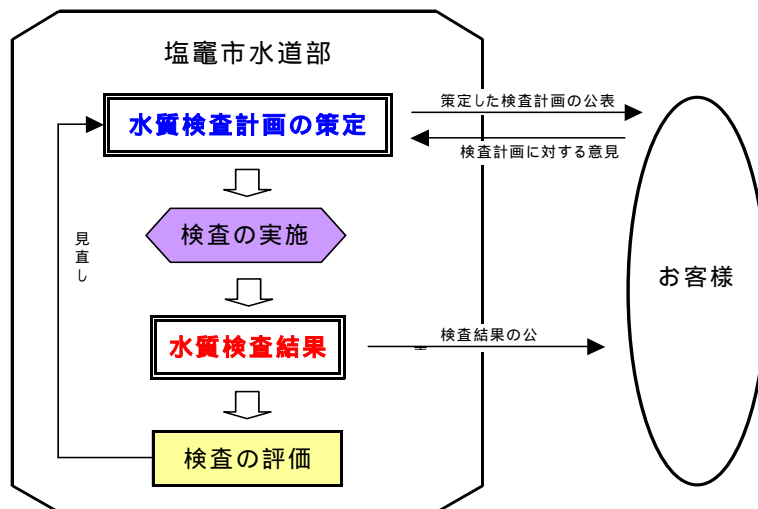 塩竈市水道部
水質検査計画の策定
策定した検査計画の公表
検査計画に対する意見
検査の実施
見直し
お客様
水質検査結果
検査結果の公
検査の評価